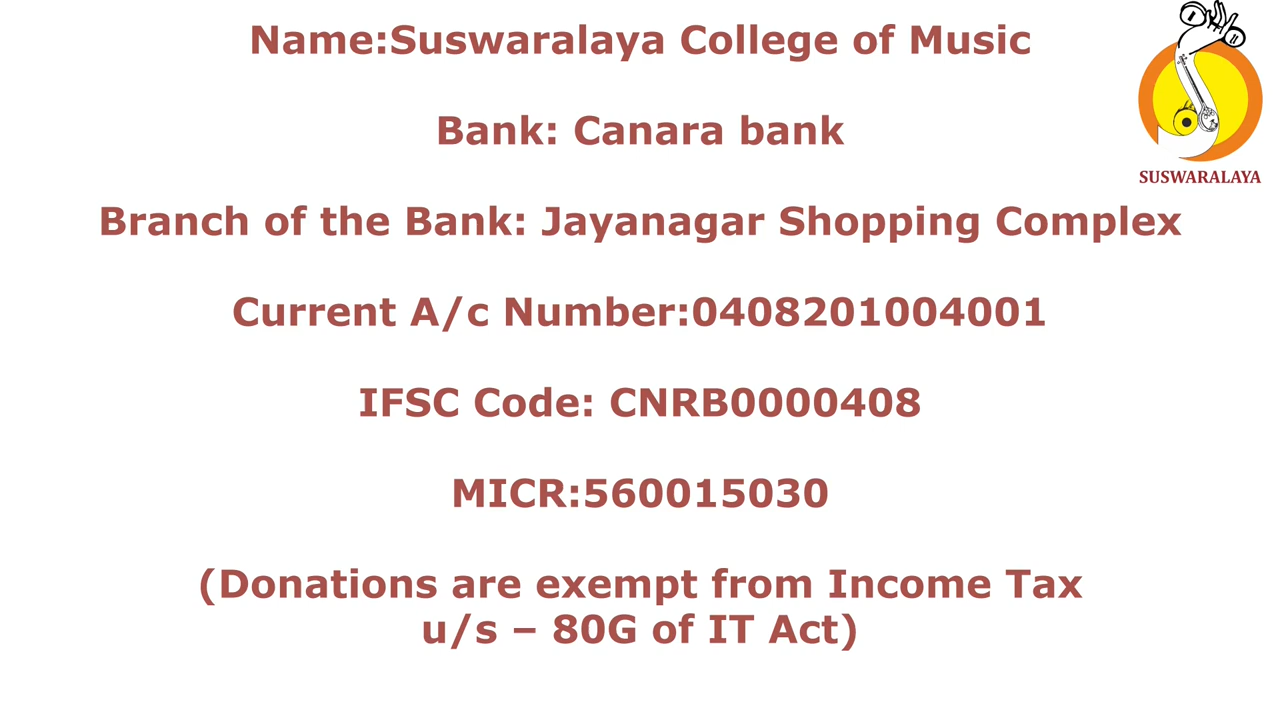 Name:Suswaralaya College of Music
SUSWARALAYA
Bank: Canara bank
Branch of the Bank: Jayanagar Shopping Complex
Current A/c Number:0408201004001
IFSC Code: CNRB0000408
MICR:560015030
(Donations are exempt from Income Tax
u/s – 80G of IT Act)